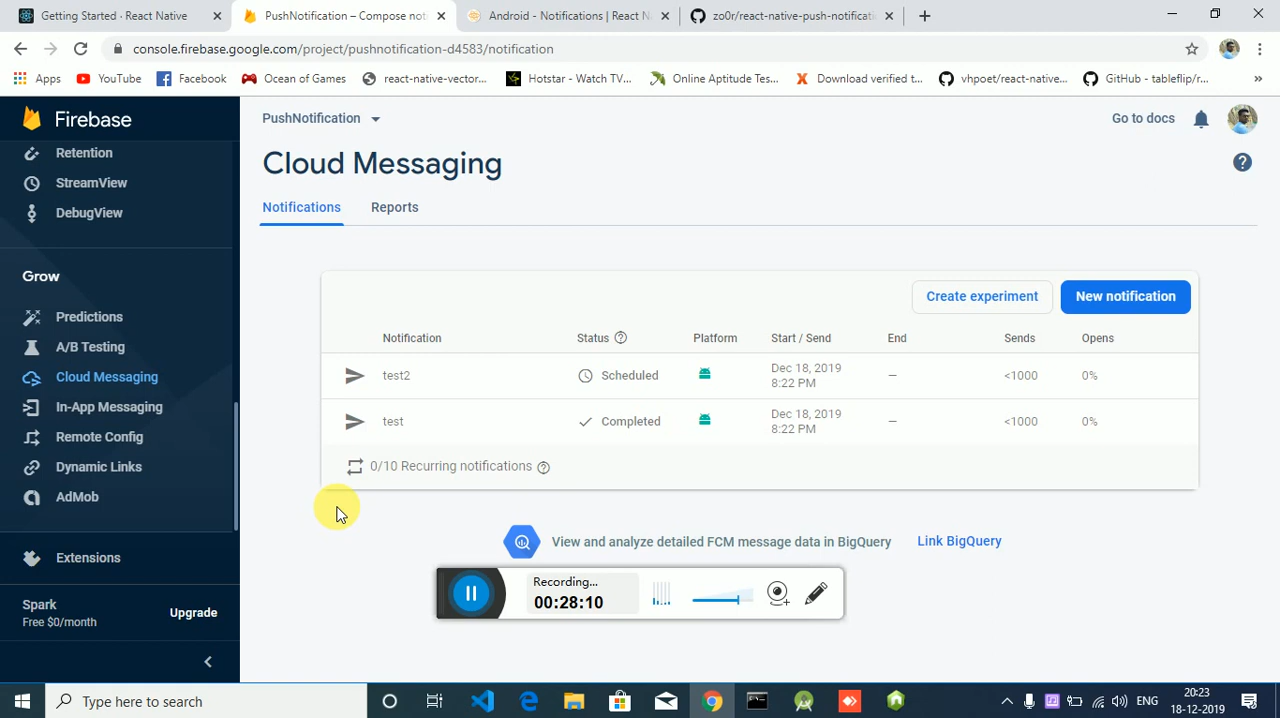 Getting Started · React Native
PushNotification – Compose not
Android - Notifications | React N
zo0r/react-native-push-notificati
console.firebase.google.com/project/pushnotification-d4583/notification
Apps
YouTube
Facebook
Ocean of Games
react-native-vector...
Hotstar - Watch TV...
Online Aptitude Tes...
Download verified t...
vhpoet/react-native...
GitHub - tableflip/r...
»
Firebase
Retention
StreamView
DebugView
Grow
Predictions
A/B Testing
Cloud Messaging
In-App Messaging
Remote Config
Dynamic Links
AdMob
Extensions
Spark
Free $0/month
Upgrade
PushNotification
Go to docs
Cloud Messaging
Notifications Reports
Create experiment New notification
Notification Status Platform Start / Send End Sends Opens
test2 Scheduled Dec 18, 2019 – <1000 0%
8:22 PM
test Completed Dec 18, 2019 – <1000 0%
8:22 PM
0/10 Recurring notifications
View and analyze detailed FCM message data in BigQuery Link BigQuery
Recording...
00:28:10
Type here to search
ENG
20:23
18-12-2019